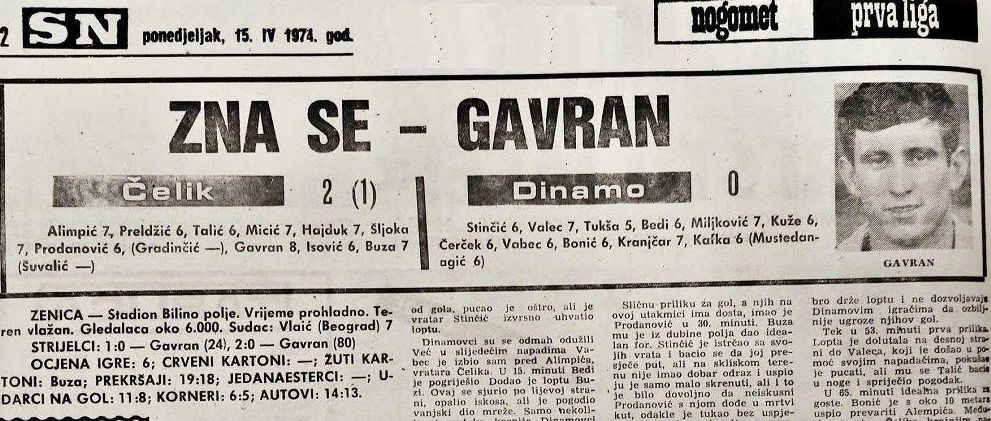 2 SN ponedjeljak, 15. IV 1974. god.
nogomet prva liga
ZNA SE – GAVRAN
Čelik 2 (1)
Alimpić 7, Preldžić 6, Talić 6, Micić 7, Hajduk 7, Šljoka
7, Prodanović 6, (Gradinčić —), Gavran 8, Isović 6, Buza 7
(Šuvalić —)
Dinamo 0
Stinčić 6, Valec 7, Tukša 5, Bedi 6, Miljković 7, Kuže 6,
Čerček 6, Vabec 6, Bonić 6, Kranjčar 7, Kafka 6 (Mustedan-
agić 6)
GAVRAN
ZENICA — Stadion Bilino polje. Vrijeme prohladno. Te-
ren vlažan. Gledalaca oko 6.000. Sudac: Vlaić (Beograd) 7
STRIJELCI: 1:0 — Gavran (24), 2:0 — Gavran (80)
OCJENA IGRE: 6; CRVENI KARTONI: —; ŽUTI KAR-
TONI: Buza; PREKRŠAJI: 19:18; JEDANAESTERCI: —; U-
DARCI NA GOL: 11:8; KORNERI: 6:5; AUTOVI: 14:13.
od gola, pucao je oštro, ali je
vratar Stinčić izvrsno uhvatio
loptu.
Dinamovci su se odmah odužili
Već u slijedećim napadima Va-
bec je izbio sam pred Alimpića,
vratara Čelika. U 15. minuti Bedi
je pogriješio Dodao je loptu Bu-
zi. Ovaj se sjurio po lijevoj stra-
ni, opalio iskosa, ali je pogodio
vanjski dio mreže. Samo nekoli-
Sličnu priliku za gol, a njih na
ovoj utakmici ima dosta, imao je
Prodanović u 30. minuti. Buza
mu je iz dubine polja dao idea-
lan for. Stinčić je istrčao sa svo-
jih vrata i bacio se da joj pre-
sječe put, ali na skliskom tere-
nu nije imao dobar odraz i uspio
ju je samo malo skrenuti, ali i to
je bilo dovoljno da neiskusni
Prodanović s njom dođe u mrtvi
kut, odakle je tukao bez uspje-
bro drže loptu i ne dozvoljavaju
Dinamovim igračima da ozbilj-
nije ugroze njihov gol.
Tek u 53. minuti prva prilika.
Lopta je dolutala na desnoj stra-
ni do Valeca, koji je došao u po-
moć svojim napadačima, pokušao
je pucati, ali mu se Talić bacio
u noge i spriječio pogodak.
U 65. minuti idealna prilika za
goste. Bonić je s oko 10 metara
uspio prevariti Alempića. Među-